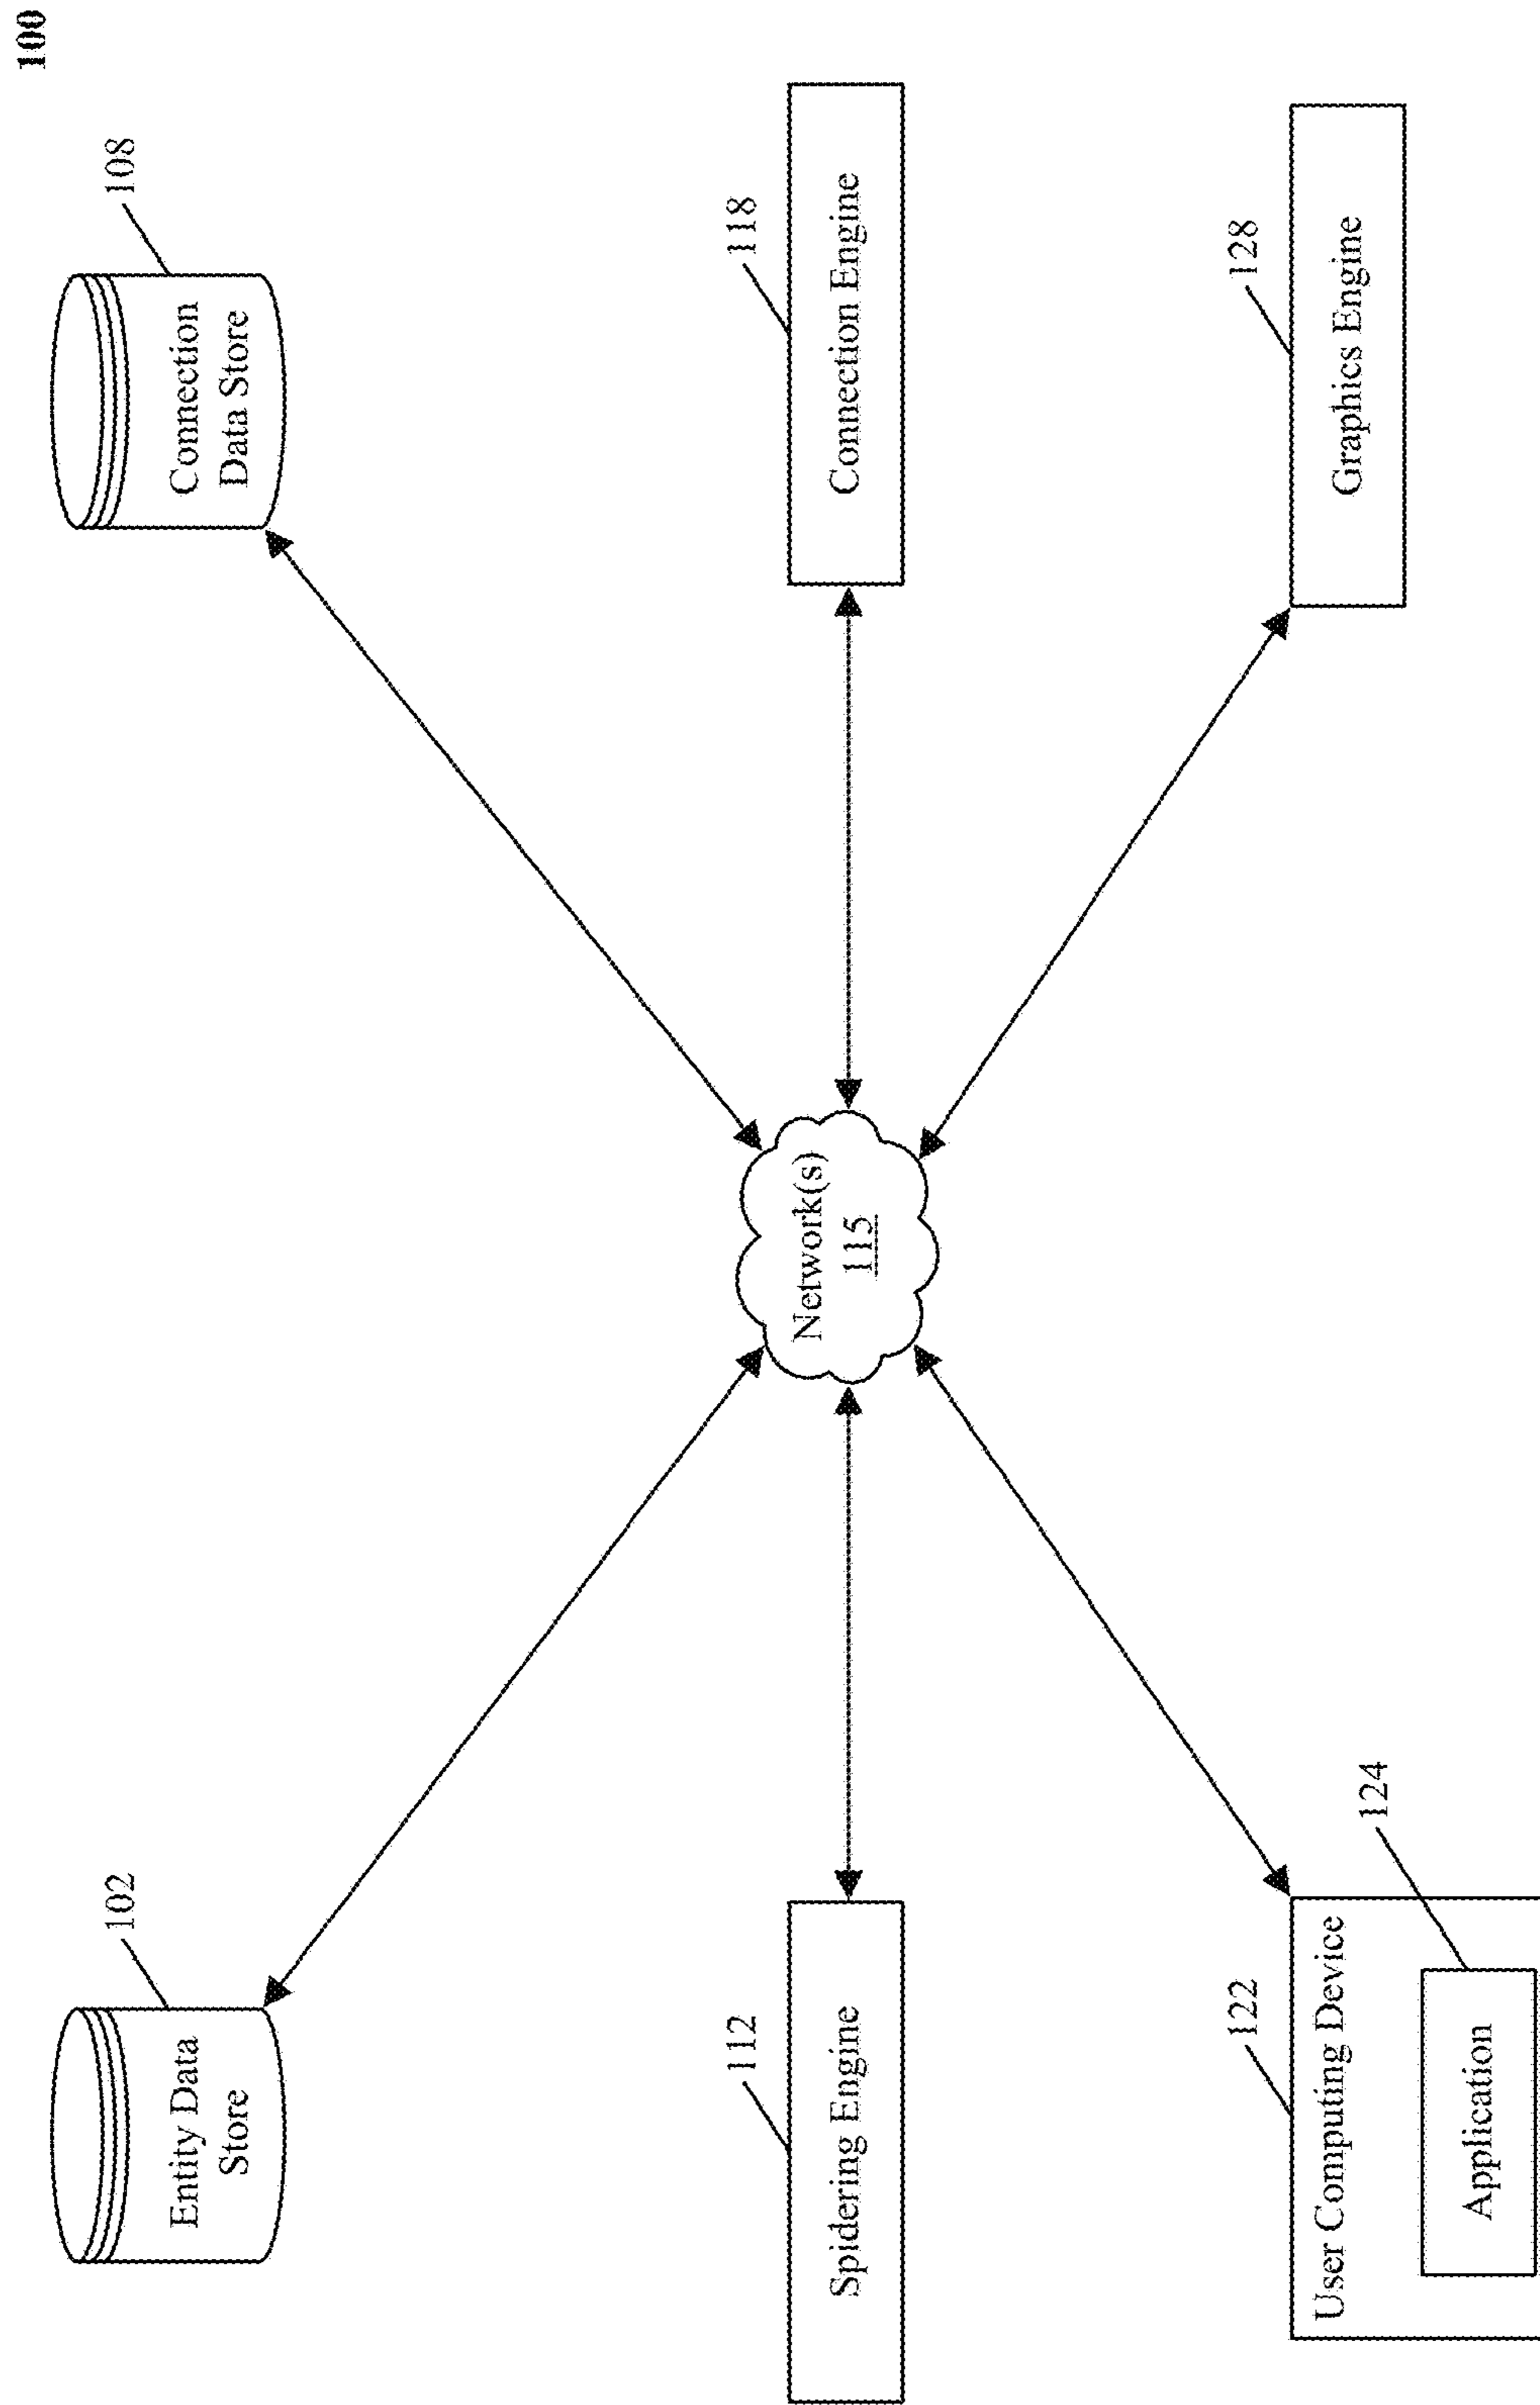 100
102
Entity Data
Store
108
Connection
Data Store
112
Spidering Engine
Network(s)
115
118
Connection Engine
122
User Computing Device
124
Application
128
Graphics Engine